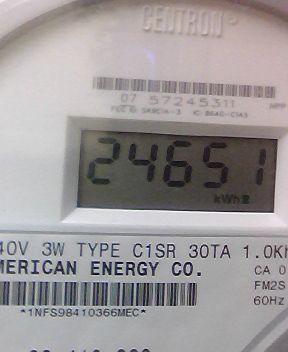 CENTRON
07 57245311
24651
kWh
40V 3W TYPE C1SR 30TA 1.0Kh
MERICAN ENERGY CO.
CA 0
FM2S
60Hz
*1NFS98410366MEC*